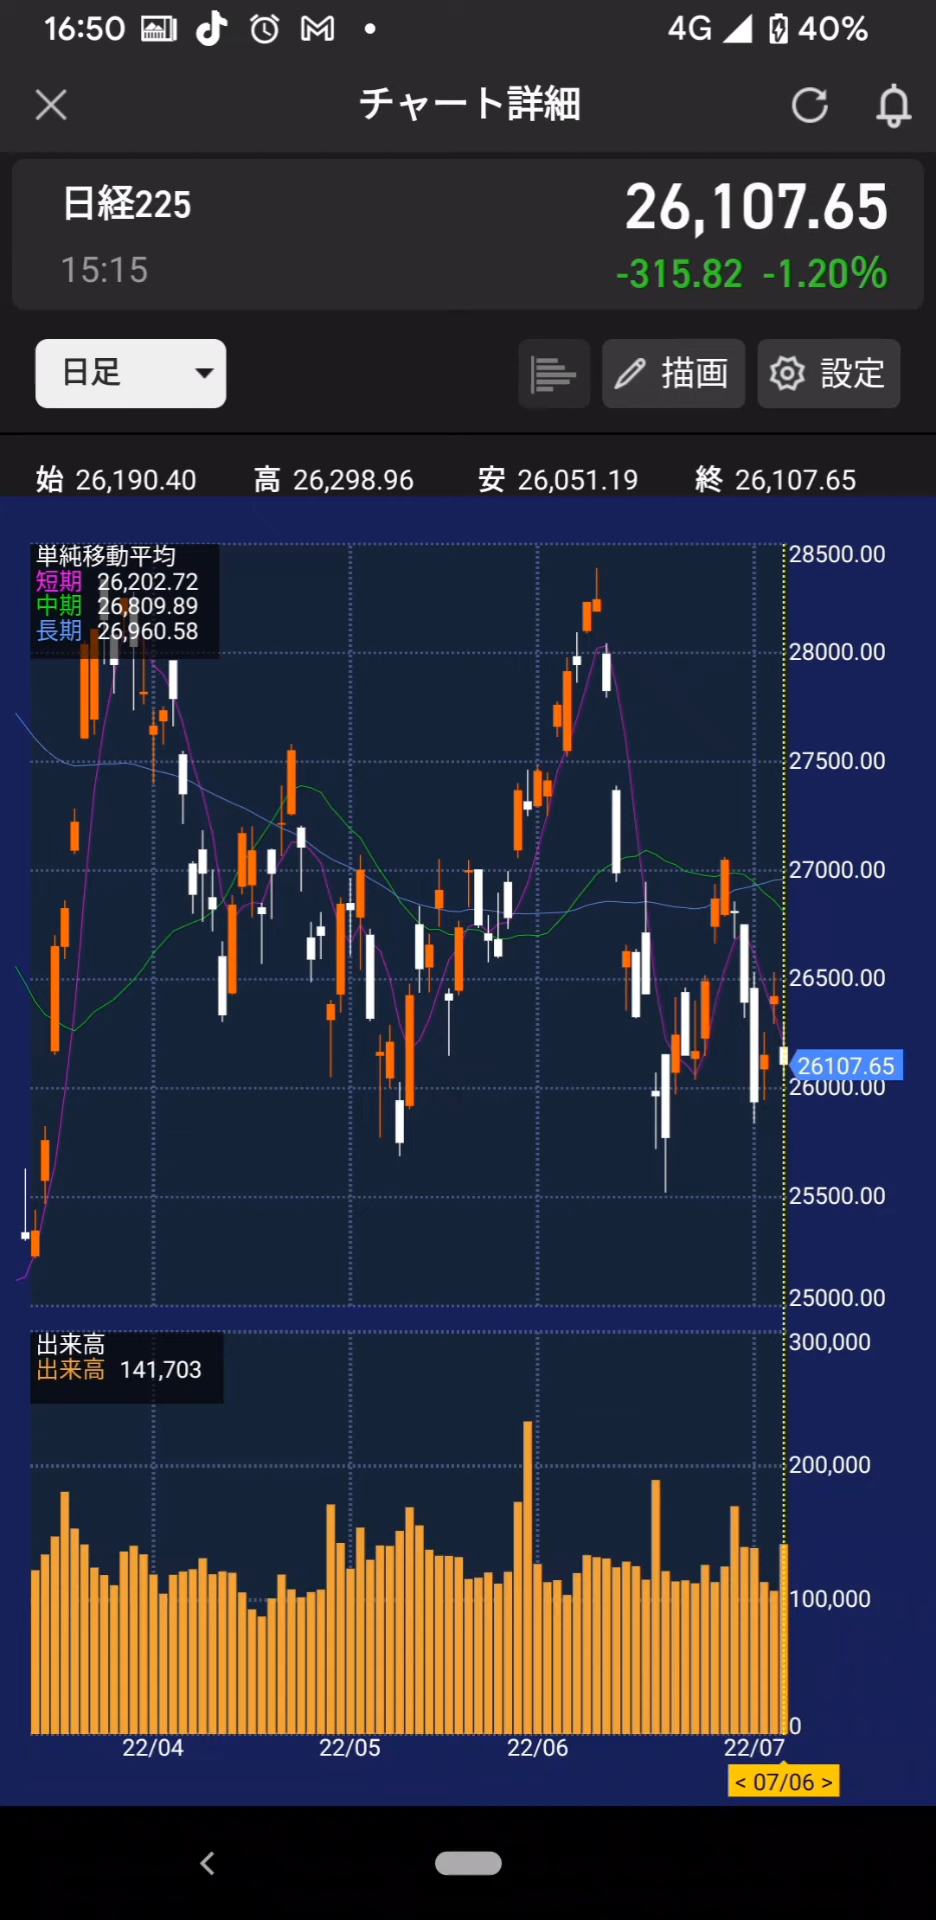 16:50 4G 40%
チャート詳細
日経225 26,107.65
15:15 -315.82 -1.20%
日足 描画 設定
始 26,190.40 高 26,298.96 安 26,051.19 終 26,107.65
単純移動平均
短期 26,202.72
中期 26,809.89
長期 26,960.58
28500.00
28000.00
27500.00
27000.00
26500.00
26107.65
26000.00
25500.00
25000.00
出来高
出来高 141,703
300,000
200,000
100,000
0
22/04 22/05 22/06 22/07
< 07/06 >